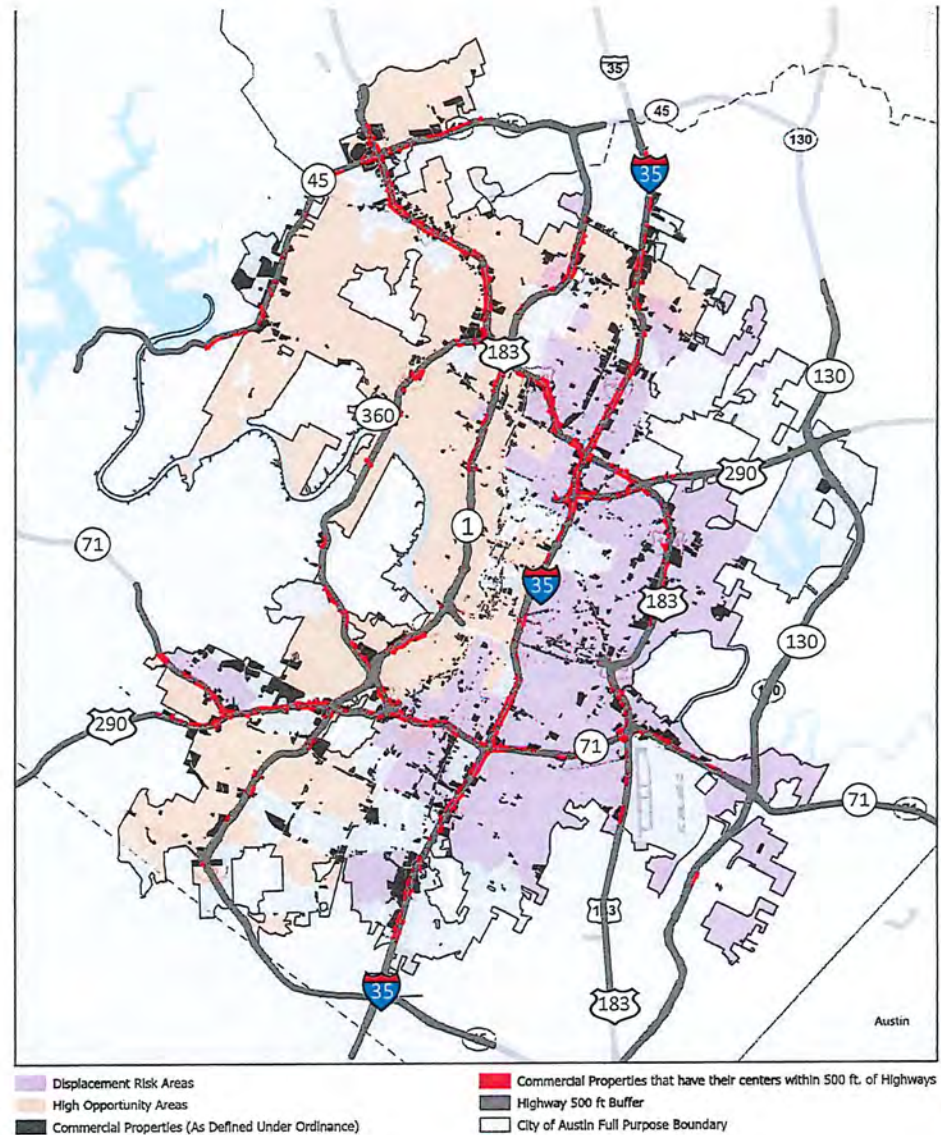 35
45
130
45
35
183
130
360
290
1
71
35
183
130
290
71
71
35
183
Austin
Displacement Risk Areas
High Opportunity Areas
Commercial Properties (As Defined Under Ordinance)
Commercial Properties that have their centers within 500 ft. of Highways
Highway 500 ft Buffer
City of Austin Full Purpose Boundary